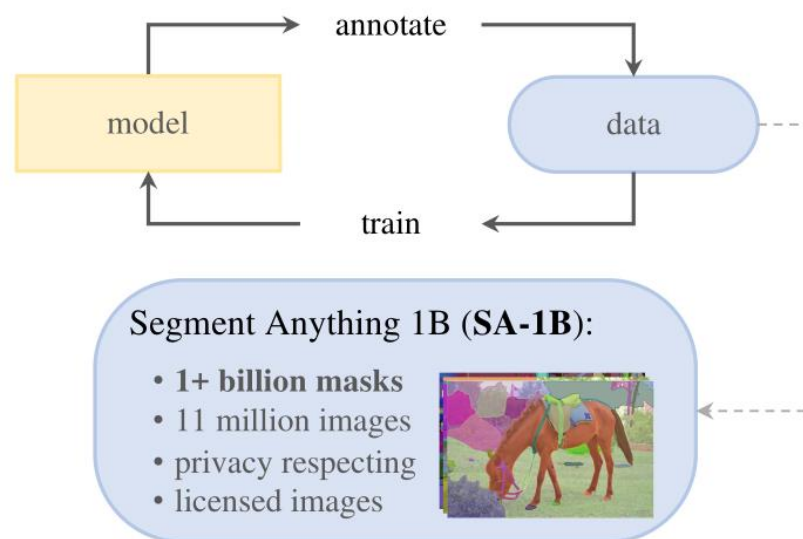 annotate
model
data
train
Segment Anything 1B (SA-1B):
• 1+ billion masks
• 11 million images
• privacy respecting
• licensed images